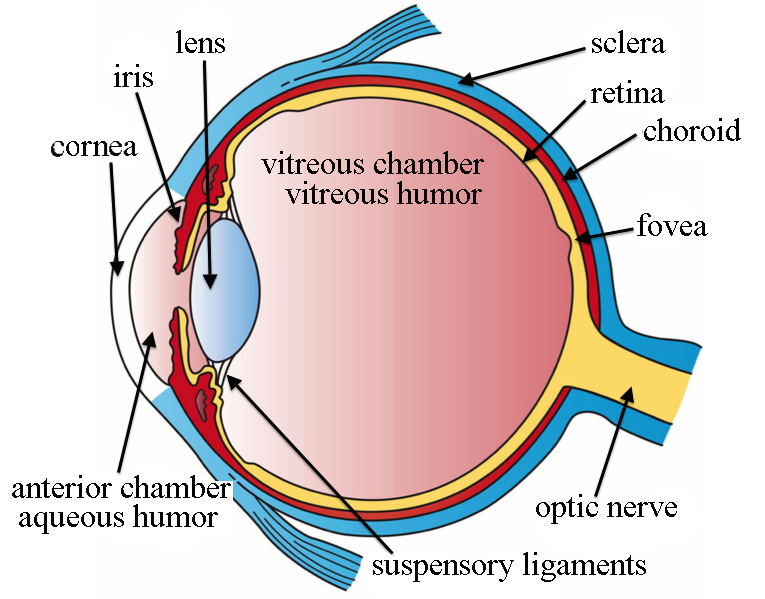 lens
sclera
iris
retina
choroid
cornea
vitreous chamber
vitreous humor
fovea
anterior chamber
aqueous humor
optic nerve
suspensory ligaments